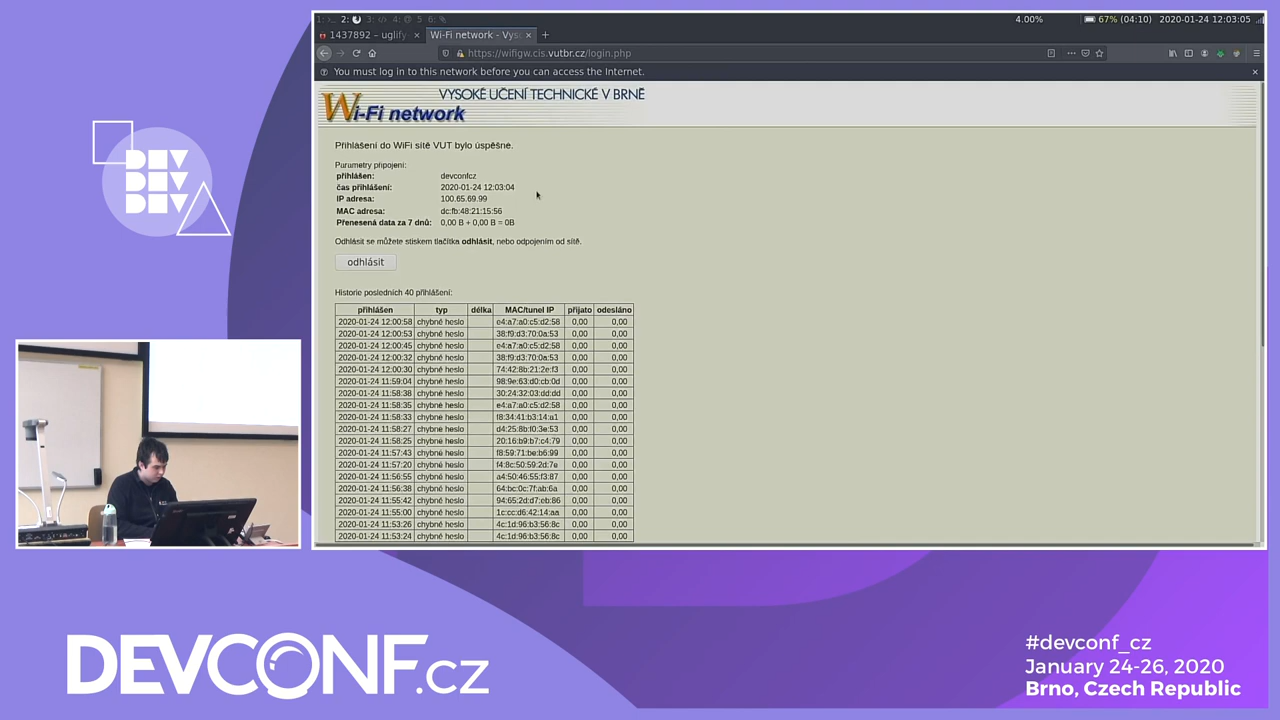 1: 2: 3: 4: @ 5 6:
4.00% 67% (04:10) 2020-01-24 12:03:05
1437892 – uglify × Wi-Fi network - Vyso × +
https://wifigw.cis.vutbr.cz/login.php
You must log in to this network before you can access the Internet. ×
VYSOKÉ UČENÍ TECHNICKÉ V BRNĚ
Wi-Fi network
Přihlášení do WiFi sítě VUT bylo úspěšné.
Parametry připojení:
přihlášen: devconfcz
čas přihlášení: 2020-01-24 12:03:04
IP adresa: 100.65.69.99
MAC adresa: dc:fb:48:21:15:56
Přenesená data za 7 dnů: 0,00 B + 0,00 B = 0B
Odhlásit se můžete stiskem tlačítka odhlásit, nebo odpojením od sítě.
odhlásit
Historie posledních 40 přihlášení:
přihlášen typ délka MAC/tunel IP přijato odesláno
2020-01-24 12:00:58 chybné heslo e4:a7:a0:c5:d2:58 0,00 0,00
2020-01-24 12:00:53 chybné heslo 38:f9:d3:70:0a:53 0,00 0,00
2020-01-24 12:00:45 chybné heslo e4:a7:a0:c5:d2:58 0,00 0,00
2020-01-24 12:00:32 chybné heslo 38:f9:d3:70:0a:53 0,00 0,00
2020-01-24 12:00:30 chybné heslo 74:42:8b:21:2e:f3 0,00 0,00
2020-01-24 11:59:04 chybné heslo 98:9e:63:d0:cb:0d 0,00 0,00
2020-01-24 11:58:38 chybné heslo 30:24:32:03:dd:dd 0,00 0,00
2020-01-24 11:58:35 chybné heslo e4:a7:a0:c5:d2:58 0,00 0,00
2020-01-24 11:58:33 chybné heslo f8:34:41:b3:14:a1 0,00 0,00
2020-01-24 11:58:27 chybné heslo d4:25:8b:f0:3e:53 0,00 0,00
2020-01-24 11:58:25 chybné heslo 20:16:b9:b7:c4:79 0,00 0,00
2020-01-24 11:57:43 chybné heslo f8:59:71:be:b6:99 0,00 0,00
2020-01-24 11:57:20 chybné heslo f4:8c:50:59:2d:7e 0,00 0,00
2020-01-24 11:56:55 chybné heslo a4:50:46:55:f3:87 0,00 0,00
2020-01-24 11:56:38 chybné heslo 64:bc:0c:7f:ab:6a 0,00 0,00
2020-01-24 11:55:42 chybné heslo 94:65:2d:d7:eb:86 0,00 0,00
2020-01-24 11:55:00 chybné heslo 1c:cc:d6:42:14:aa 0,00 0,00
2020-01-24 11:53:26 chybné heslo 4c:1d:96:b3:56:8c 0,00 0,00
2020-01-24 11:53:24 chybné heslo 4c:1d:96:b3:56:8c 0,00 0,00
DEV
DEV
DEV
DEVCONF.cz
#devconf_cz
January 24-26, 2020
Brno, Czech Republic